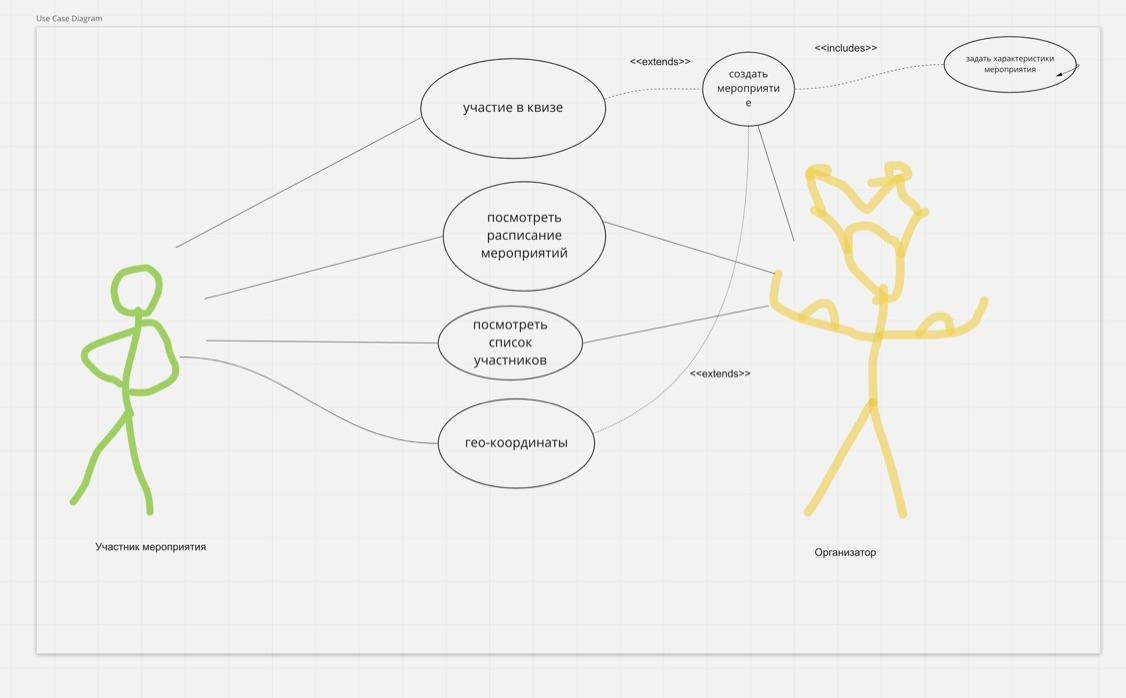 Use Case Diagram
<<includes>>
<<extends>>
задать характеристики
мероприятия
создать
мероприяти
е
участие в квизе
посмотреть
расписание
мероприятий
посмотреть
список
участников
<<extends>>
гео-координаты
Участник мероприятия
Организатор